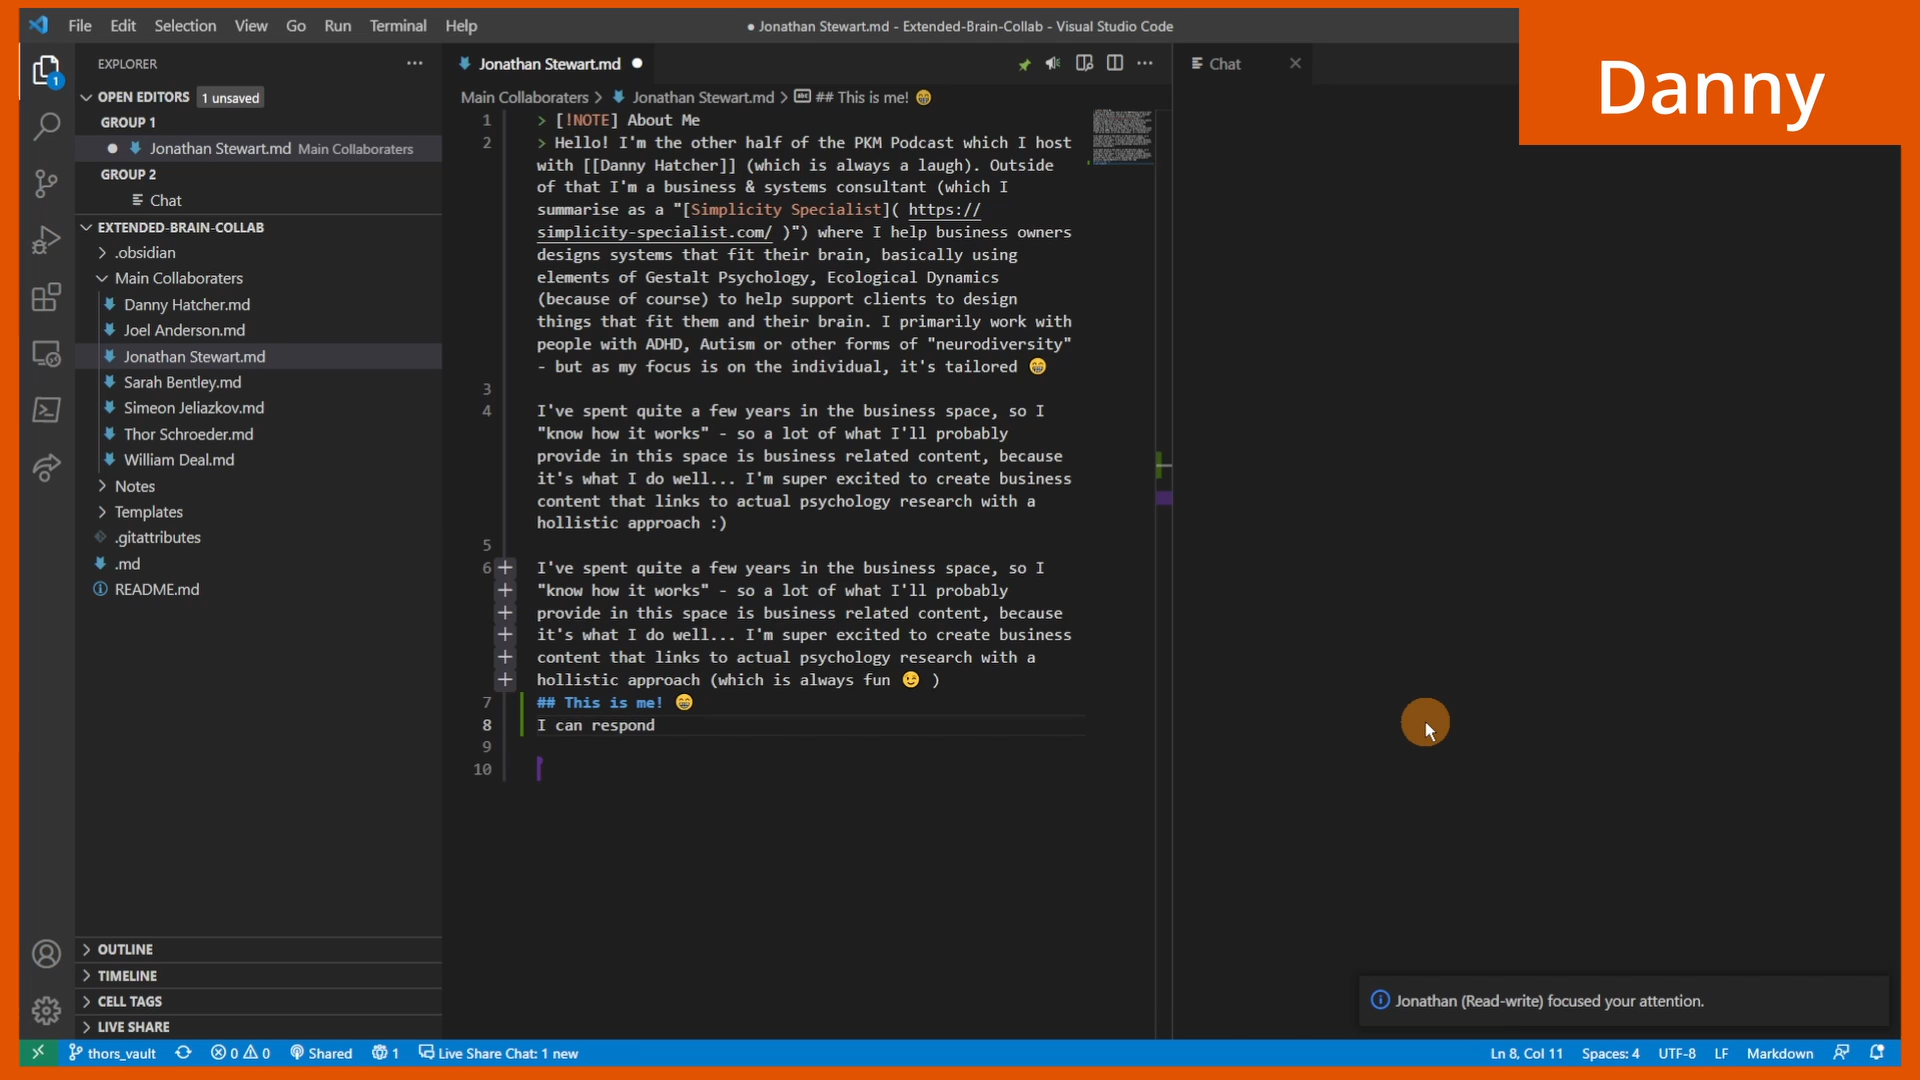 File Edit Selection View Go Run Terminal Help
● Jonathan Stewart.md - Extended-Brain-Collab - Visual Studio Code
Danny
EXPLORER
OPEN EDITORS 1 unsaved
GROUP 1
Jonathan Stewart.md Main Collaboraters
GROUP 2
Chat
EXTENDED-BRAIN-COLLAB
.obsidian
Main Collaboraters
Danny Hatcher.md
Joel Anderson.md
Jonathan Stewart.md
Sarah Bentley.md
Simeon Jeliazkov.md
Thor Schroeder.md
William Deal.md
Notes
Templates
.gitattributes
.md
README.md
OUTLINE
TIMELINE
CELL TAGS
LIVE SHARE
1
Jonathan Stewart.md
Main Collaboraters > Jonathan Stewart.md > ## This is me! 😁
1 > [!NOTE] About Me
2 > Hello! I'm the other half of the PKM Podcast which I host
with [[Danny Hatcher]] (which is always a laugh). Outside
of that I'm a business & systems consultant (which I
summarise as a "[Simplicity Specialist]( https://
simplicity-specialist.com/ )") where I help business owners
designs systems that fit their brain, basically using
elements of Gestalt Psychology, Ecological Dynamics
(because of course) to help support clients to design
things that fit them and their brain. I primarily work with
people with ADHD, Autism or other forms of "neurodiversity"
- but as my focus is on the individual, it's tailored 😁
3
4 I've spent quite a few years in the business space, so I
"know how it works" - so a lot of what I'll probably
provide in this space is business related content, because
it's what I do well... I'm super excited to create business
content that links to actual psychology research with a
hollistic approach :)
5
6 I've spent quite a few years in the business space, so I
"know how it works" - so a lot of what I'll probably
provide in this space is business related content, because
it's what I do well... I'm super excited to create business
content that links to actual psychology research with a
hollistic approach (which is always fun 😉 )
7 ## This is me! 😁
8 I can respond
9
10
Chat
Jonathan (Read-write) focused your attention.
thors_vault 0 0 Shared 1 Live Share Chat: 1 new
Ln 8, Col 11 Spaces: 4 UTF-8 LF Markdown